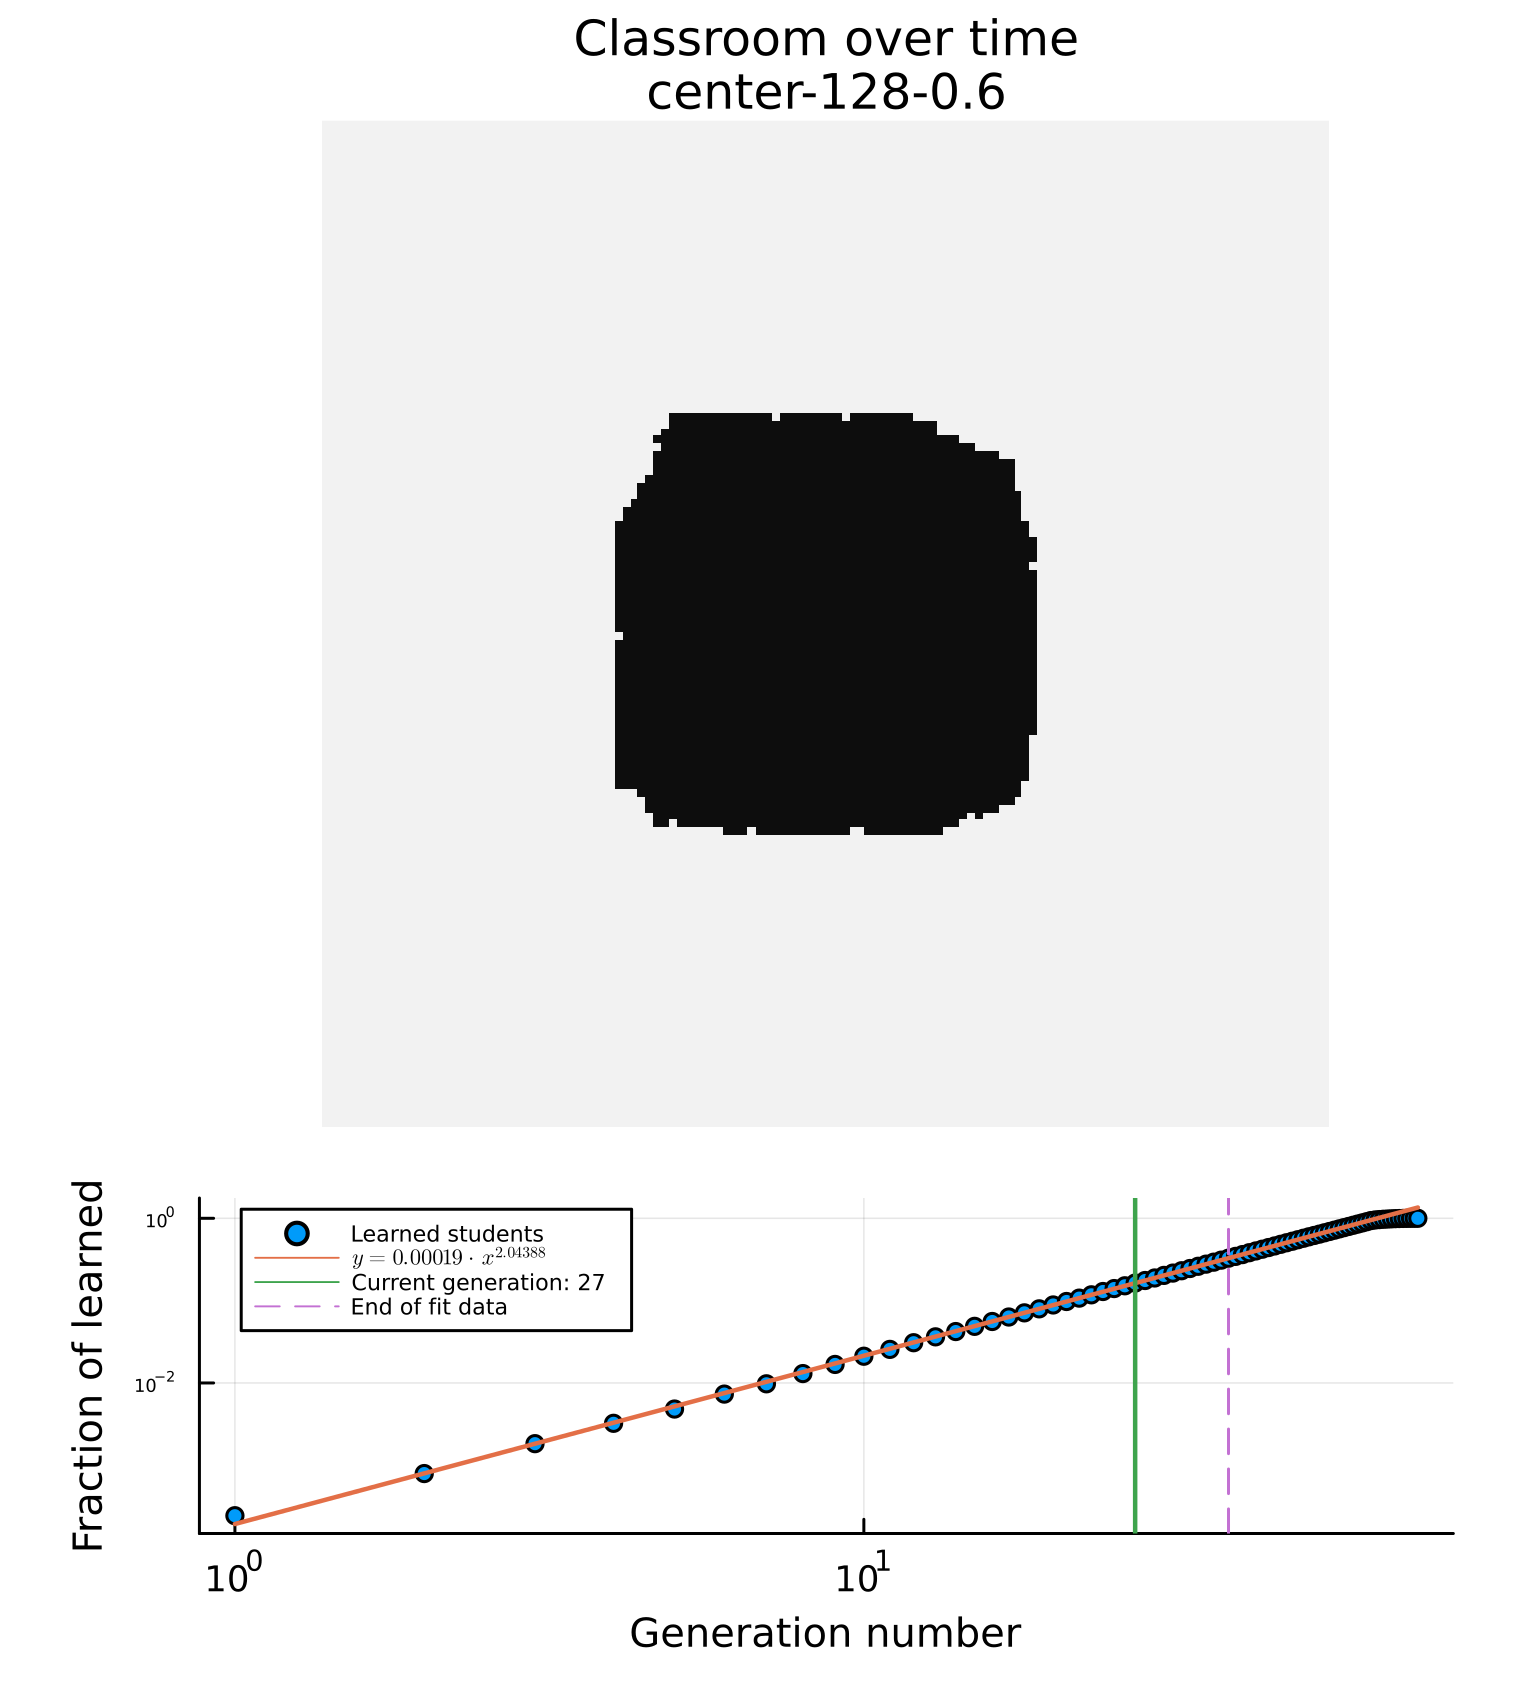 Classroom over time
center-128-0.6
Fraction of learned
10⁰
10⁻²
Learned students
y = 0.00019 · x^2.04388
Current generation: 27
End of fit data
10⁰
10¹
Generation number